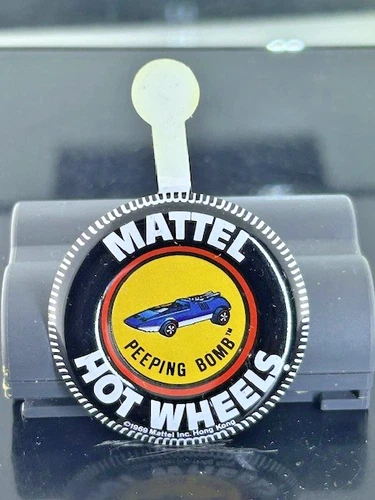 MATTEL
PEEPING BOMB™
HOT WHEELS
©1969 Mattel Inc. Hong Kong